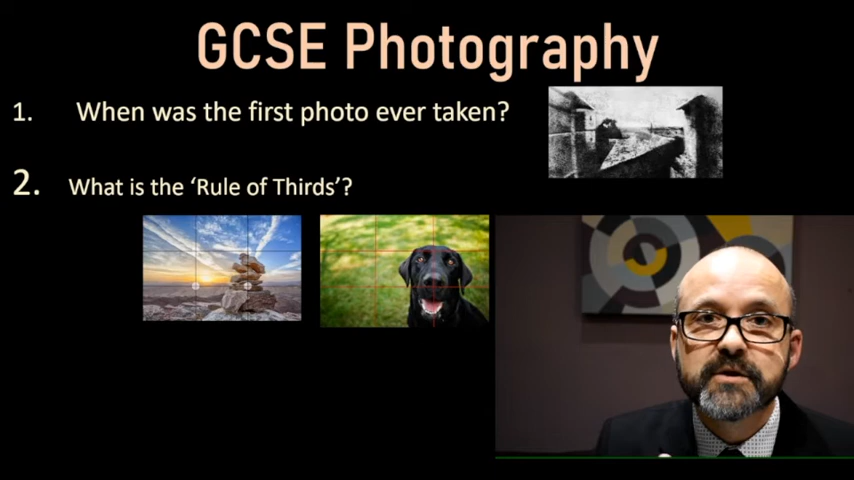 GCSE Photography
1. When was the first photo ever taken?
2. What is the ‘Rule of Thirds’?